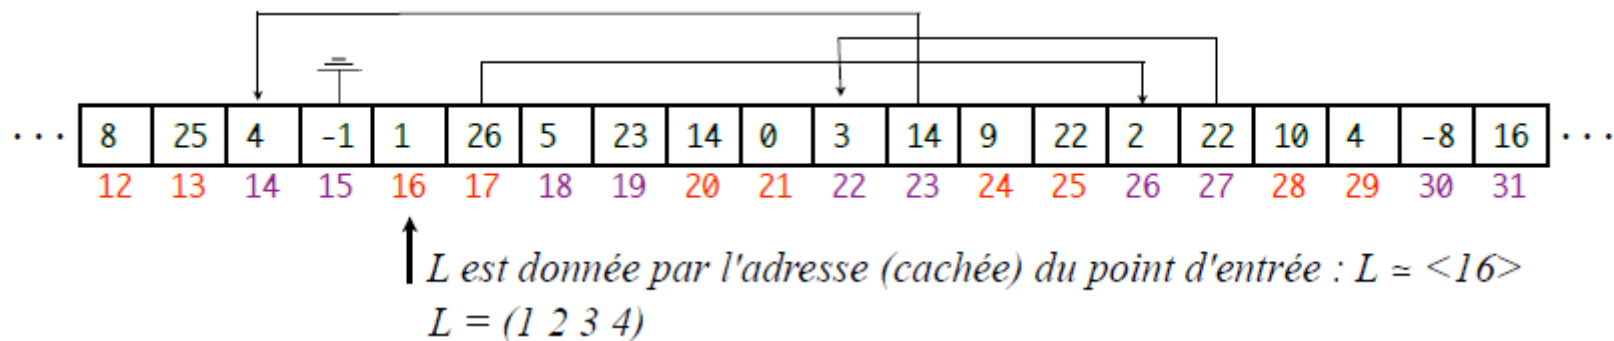 ... 8 25 4 -1 1 26 5 23 14 0 3 14 9 22 2 22 10 4 -8 16 ...
12 13 14 15 16 17 18 19 20 21 22 23 24 25 26 27 28 29 30 31
L est donnée par l'adresse (cachée) du point d'entrée : L ≃ <16>
L = (1 2 3 4)